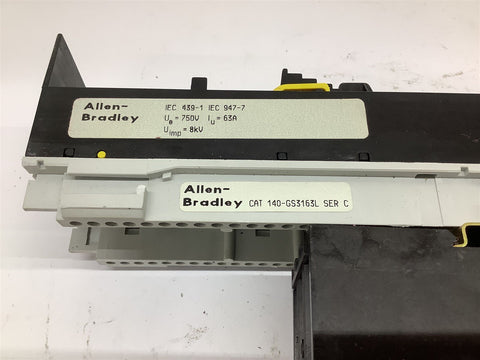 Allen-
Bradley
IEC 439-1 IEC 947-7
Ue = 750V Iu = 63A
Uimp = 8kV
Allen-
Bradley CAT 140-GS3163L SER C